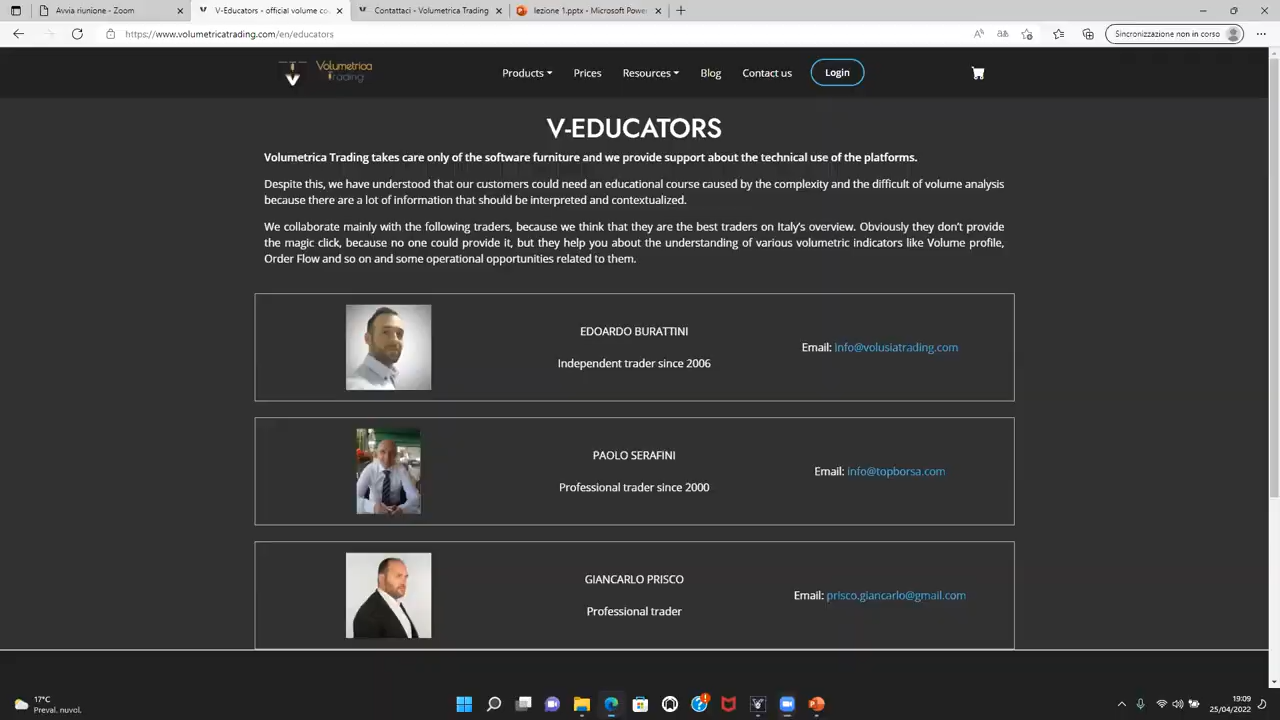 Avvia riunione - Zoom
V-Educators - official volume co
Contattaci - Volumetrica Trading
lezione 1.pptx - Microsoft Power
https://www.volumetricatrading.com/en/educators
Sincronizzazione non in corso
Volumetrica
Trading
Products
Prices
Resources
Blog
Contact us
Login
V-EDUCATORS
Volumetrica Trading takes care only of the software furniture and we provide support about the technical use of the platforms.
Despite this, we have understood that our customers could need an educational course caused by the complexity and the difficult of volume analysis
because there are a lot of information that should be interpreted and contextualized.
We collaborate mainly with the following traders, because we think that they are the best traders on Italy's overview. Obviously they don't provide
the magic click, because no one could provide it, but they help you about the understanding of various volumetric indicators like Volume profile,
Order Flow and so on and some operational opportunities related to them.
EDOARDO BURATTINI
Independent trader since 2006
Email: info@volusiatrading.com
PAOLO SERAFINI
Professional trader since 2000
Email: info@topborsa.com
GIANCARLO PRISCO
Professional trader
Email: prisco.giancarlo@gmail.com
17°C
Preval. nuvol.
19:09
25/04/2022